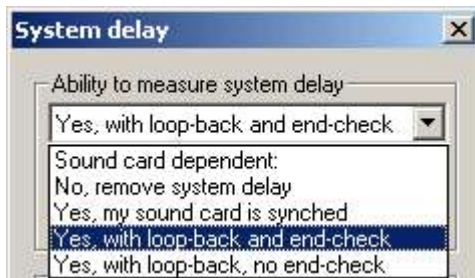 System delay
Ability to measure system delay
Yes, with loop-back and end-check
Sound card dependent:
No, remove system delay
Yes, my sound card is synched
Yes, with loop-back and end-check
Yes, with loop-back, no end-check